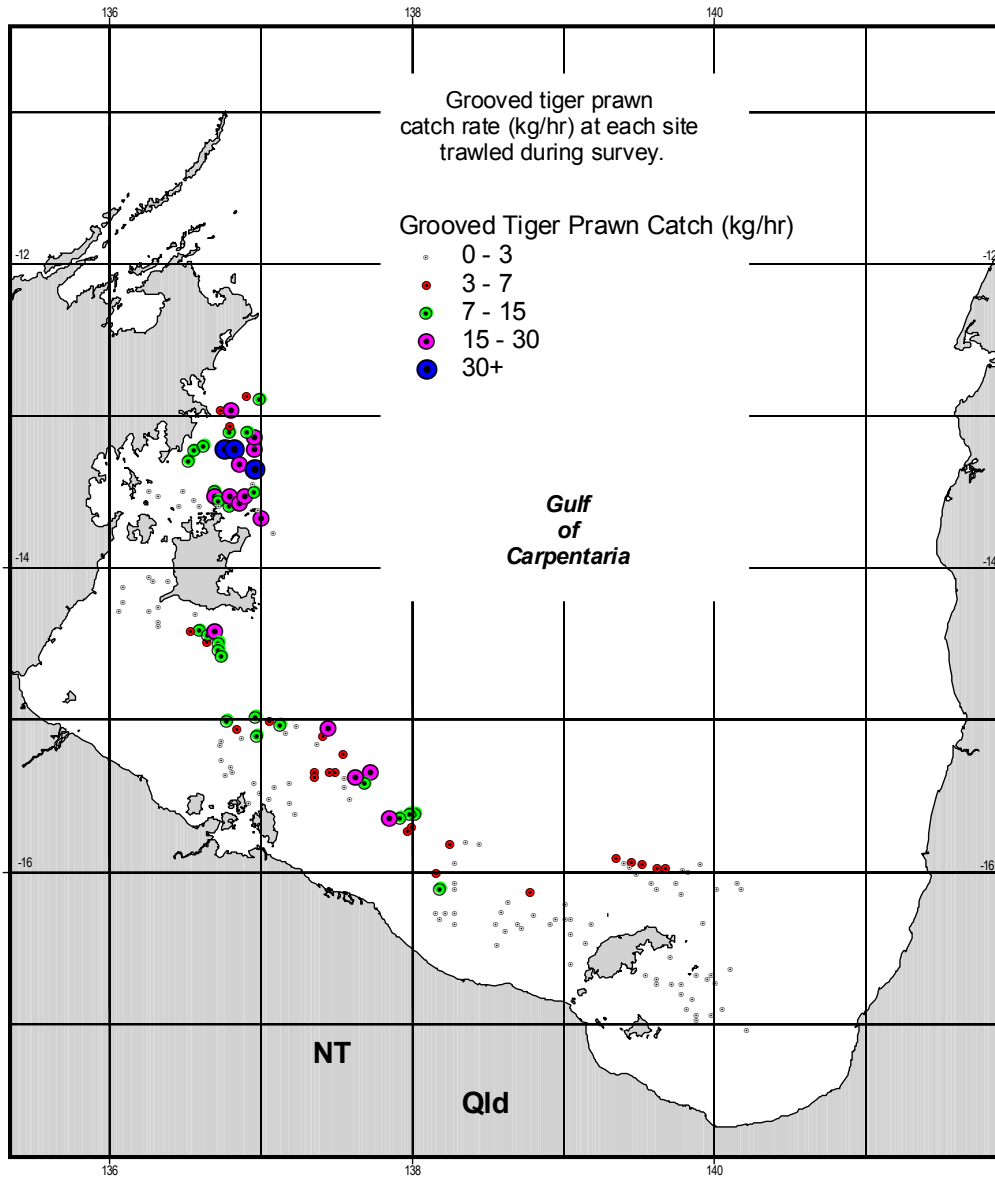 136
138
140
Grooved tiger prawn
catch rate (kg/hr) at each site
trawled during survey.
Grooved Tiger Prawn Catch (kg/hr)
0 - 3
3 - 7
7 - 15
15 - 30
30+
-12
-12
Gulf
of
Carpentaria
-14
-14
-16
-16
NT
Qld
136
138
140